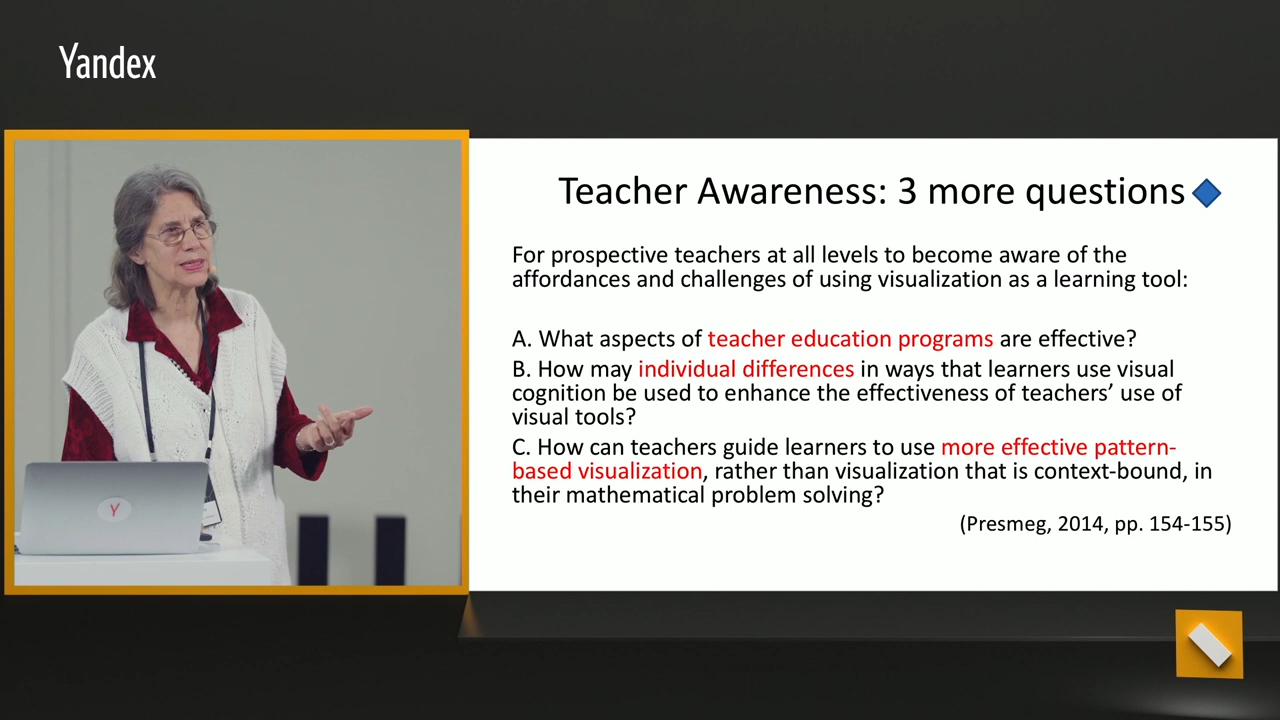 Yandex
Teacher Awareness: 3 more questions
For prospective teachers at all levels to become aware of the
affordances and challenges of using visualization as a learning tool:
A. What aspects of teacher education programs are effective?
B. How may individual differences in ways that learners use visual
cognition be used to enhance the effectiveness of teachers' use of
visual tools?
C. How can teachers guide learners to use more effective pattern-
based visualization, rather than visualization that is context-bound, in
their mathematical problem solving?
(Presmeg, 2014, pp. 154-155)
Y